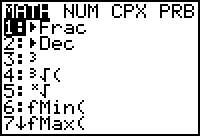 MATH NUM CPX PRB
1:►Frac
2:►Dec
3:³
4:³√(
5:ˣ√
6:fMin(
7↓fMax(